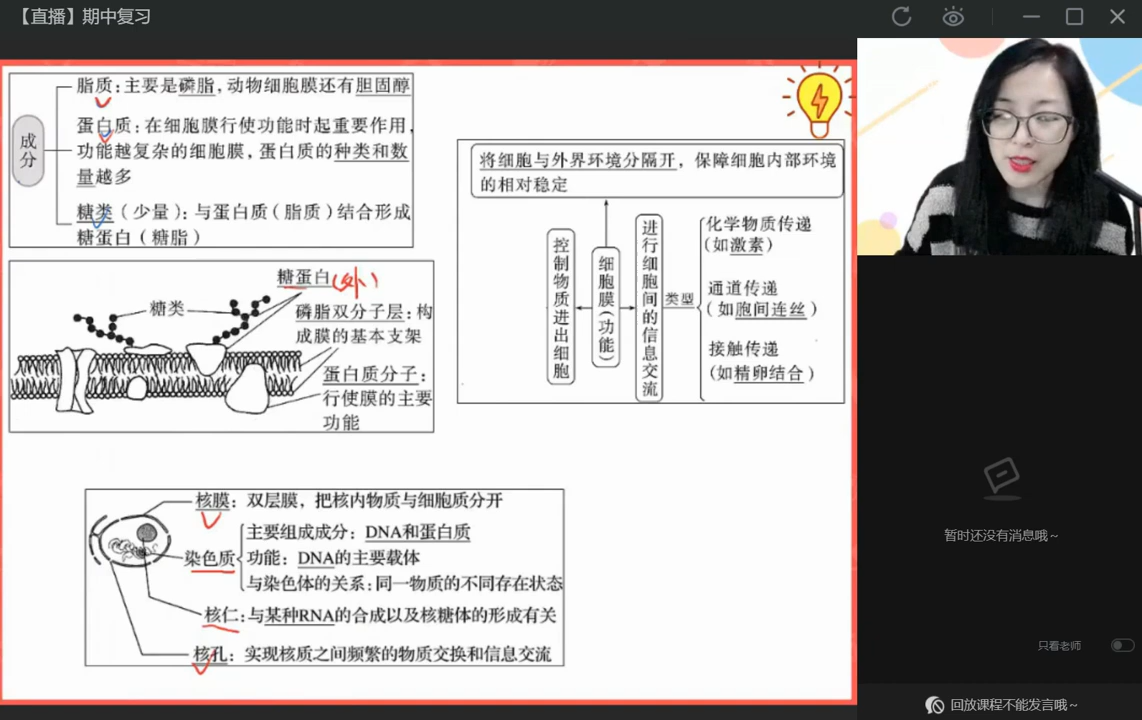 【直播】期中复习
脂质：主要是磷脂，动物细胞膜还有胆固醇
成分
蛋白质：在细胞膜行使功能时起重要作用，
功能越复杂的细胞膜，蛋白质的种类和数
量越多
糖类（少量）：与蛋白质（脂质）结合形成
糖蛋白（糖脂）
糖蛋白(外)
糖类
磷脂双分子层：构
成膜的基本支架
蛋白质分子：
行使膜的主要
功能
将细胞与外界环境分隔开，保障细胞内部环境
的相对稳定
控制物质进出细胞
细胞膜（功能）
进行细胞间的信息交流
类型
化学物质传递
(如激素)
通道传递
(如胞间连丝)
接触传递
(如精卵结合)
核膜：双层膜，把核内物质与细胞质分开
染色质
主要组成成分：DNA和蛋白质
功能：DNA的主要载体
与染色体的关系：同一物质的不同存在状态
核仁：与某种RNA的合成以及核糖体的形成有关
核孔：实现核质之间频繁的物质交换和信息交流
暂时还没有消息哦~
只看老师
回放课程不能发言哦~